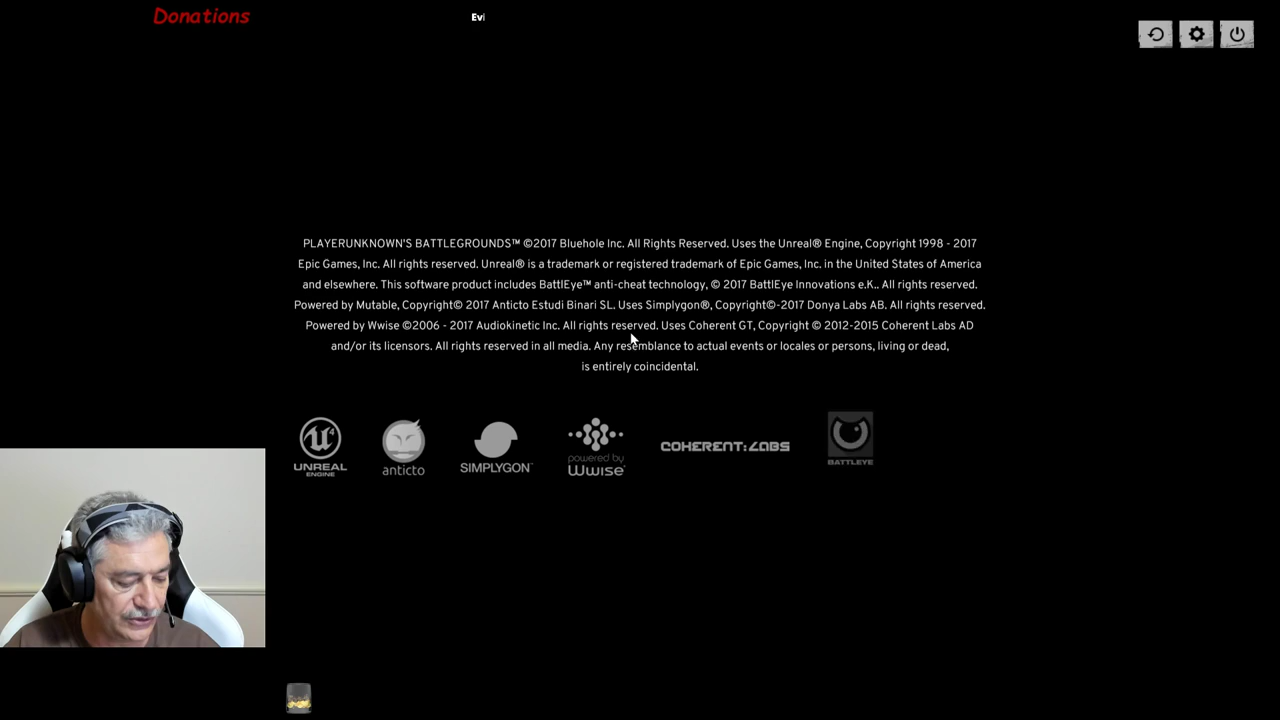 Donations
Evi
PLAYERUNKNOWN'S BATTLEGROUNDS™ ©2017 Bluehole Inc. All Rights Reserved. Uses the Unreal® Engine, Copyright 1998 - 2017
Epic Games, Inc. All rights reserved. Unreal® is a trademark or registered trademark of Epic Games, Inc. in the United States of America
and elsewhere. This software product includes BattlEye™ anti-cheat technology, © 2017 BattlEye Innovations e.K.. All rights reserved.
Powered by Mutable, Copyright© 2017 Anticto Estudi Binari SL. Uses Simplygon®, Copyright©-2017 Donya Labs AB. All rights reserved.
Powered by Wwise ©2006 - 2017 Audiokinetic Inc. All rights reserved. Uses Coherent GT, Copyright © 2012-2015 Coherent Labs AD
and/or its licensors. All rights reserved in all media. Any resemblance to actual events or locales or persons, living or dead,
is entirely coincidental.
UNREAL
ENGINE
anticto
SIMPLYGON
powered by
Wwise
COHERENT:LABS
BATTLEYE